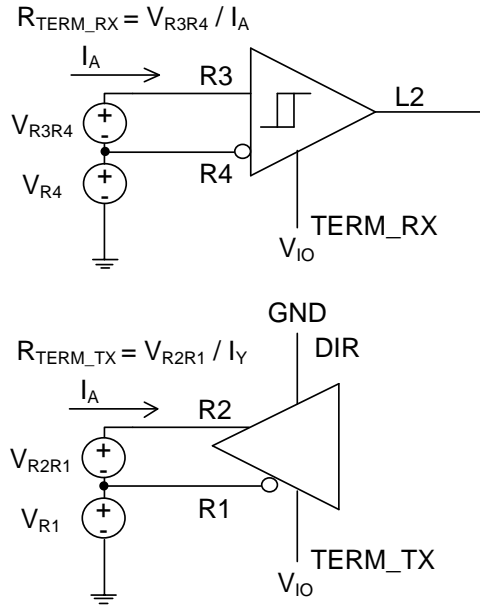 R_TERM_RX = V_R3R4 / I_A
I_A
R3
L2
V_R3R4
+
-
R4
V_R4
+
-
TERM_RX
V_IO
GND
DIR
R_TERM_TX = V_R2R1 / I_Y
I_A
R2
V_R2R1
+
-
R1
V_R1
+
-
TERM_TX
V_IO